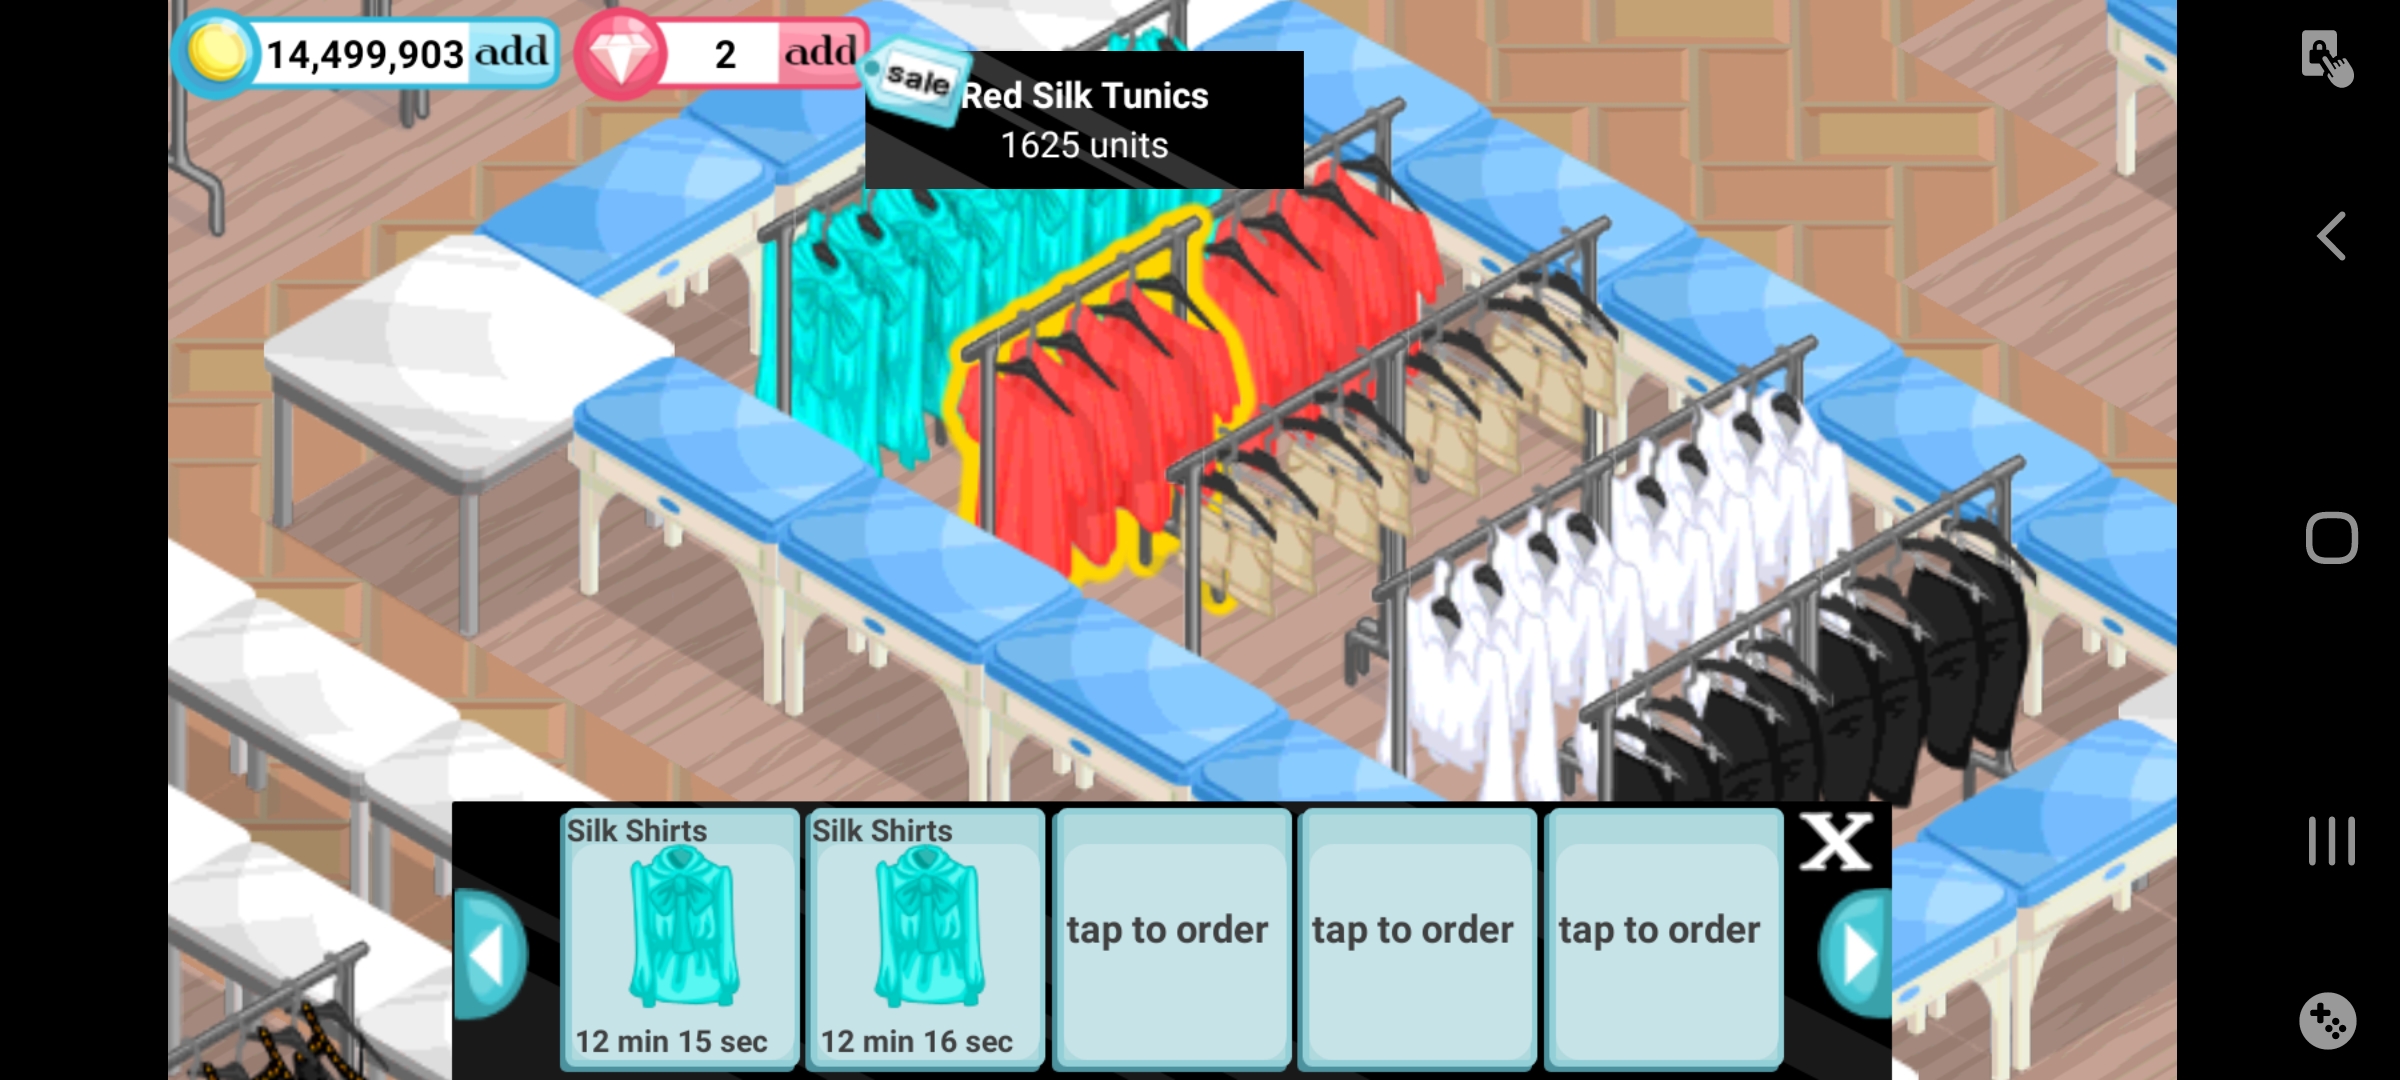 14,499,903 add
2 add
sale
Red Silk Tunics
1625 units
Silk Shirts
12 min 15 sec
Silk Shirts
12 min 16 sec
tap to order
tap to order
tap to order
X